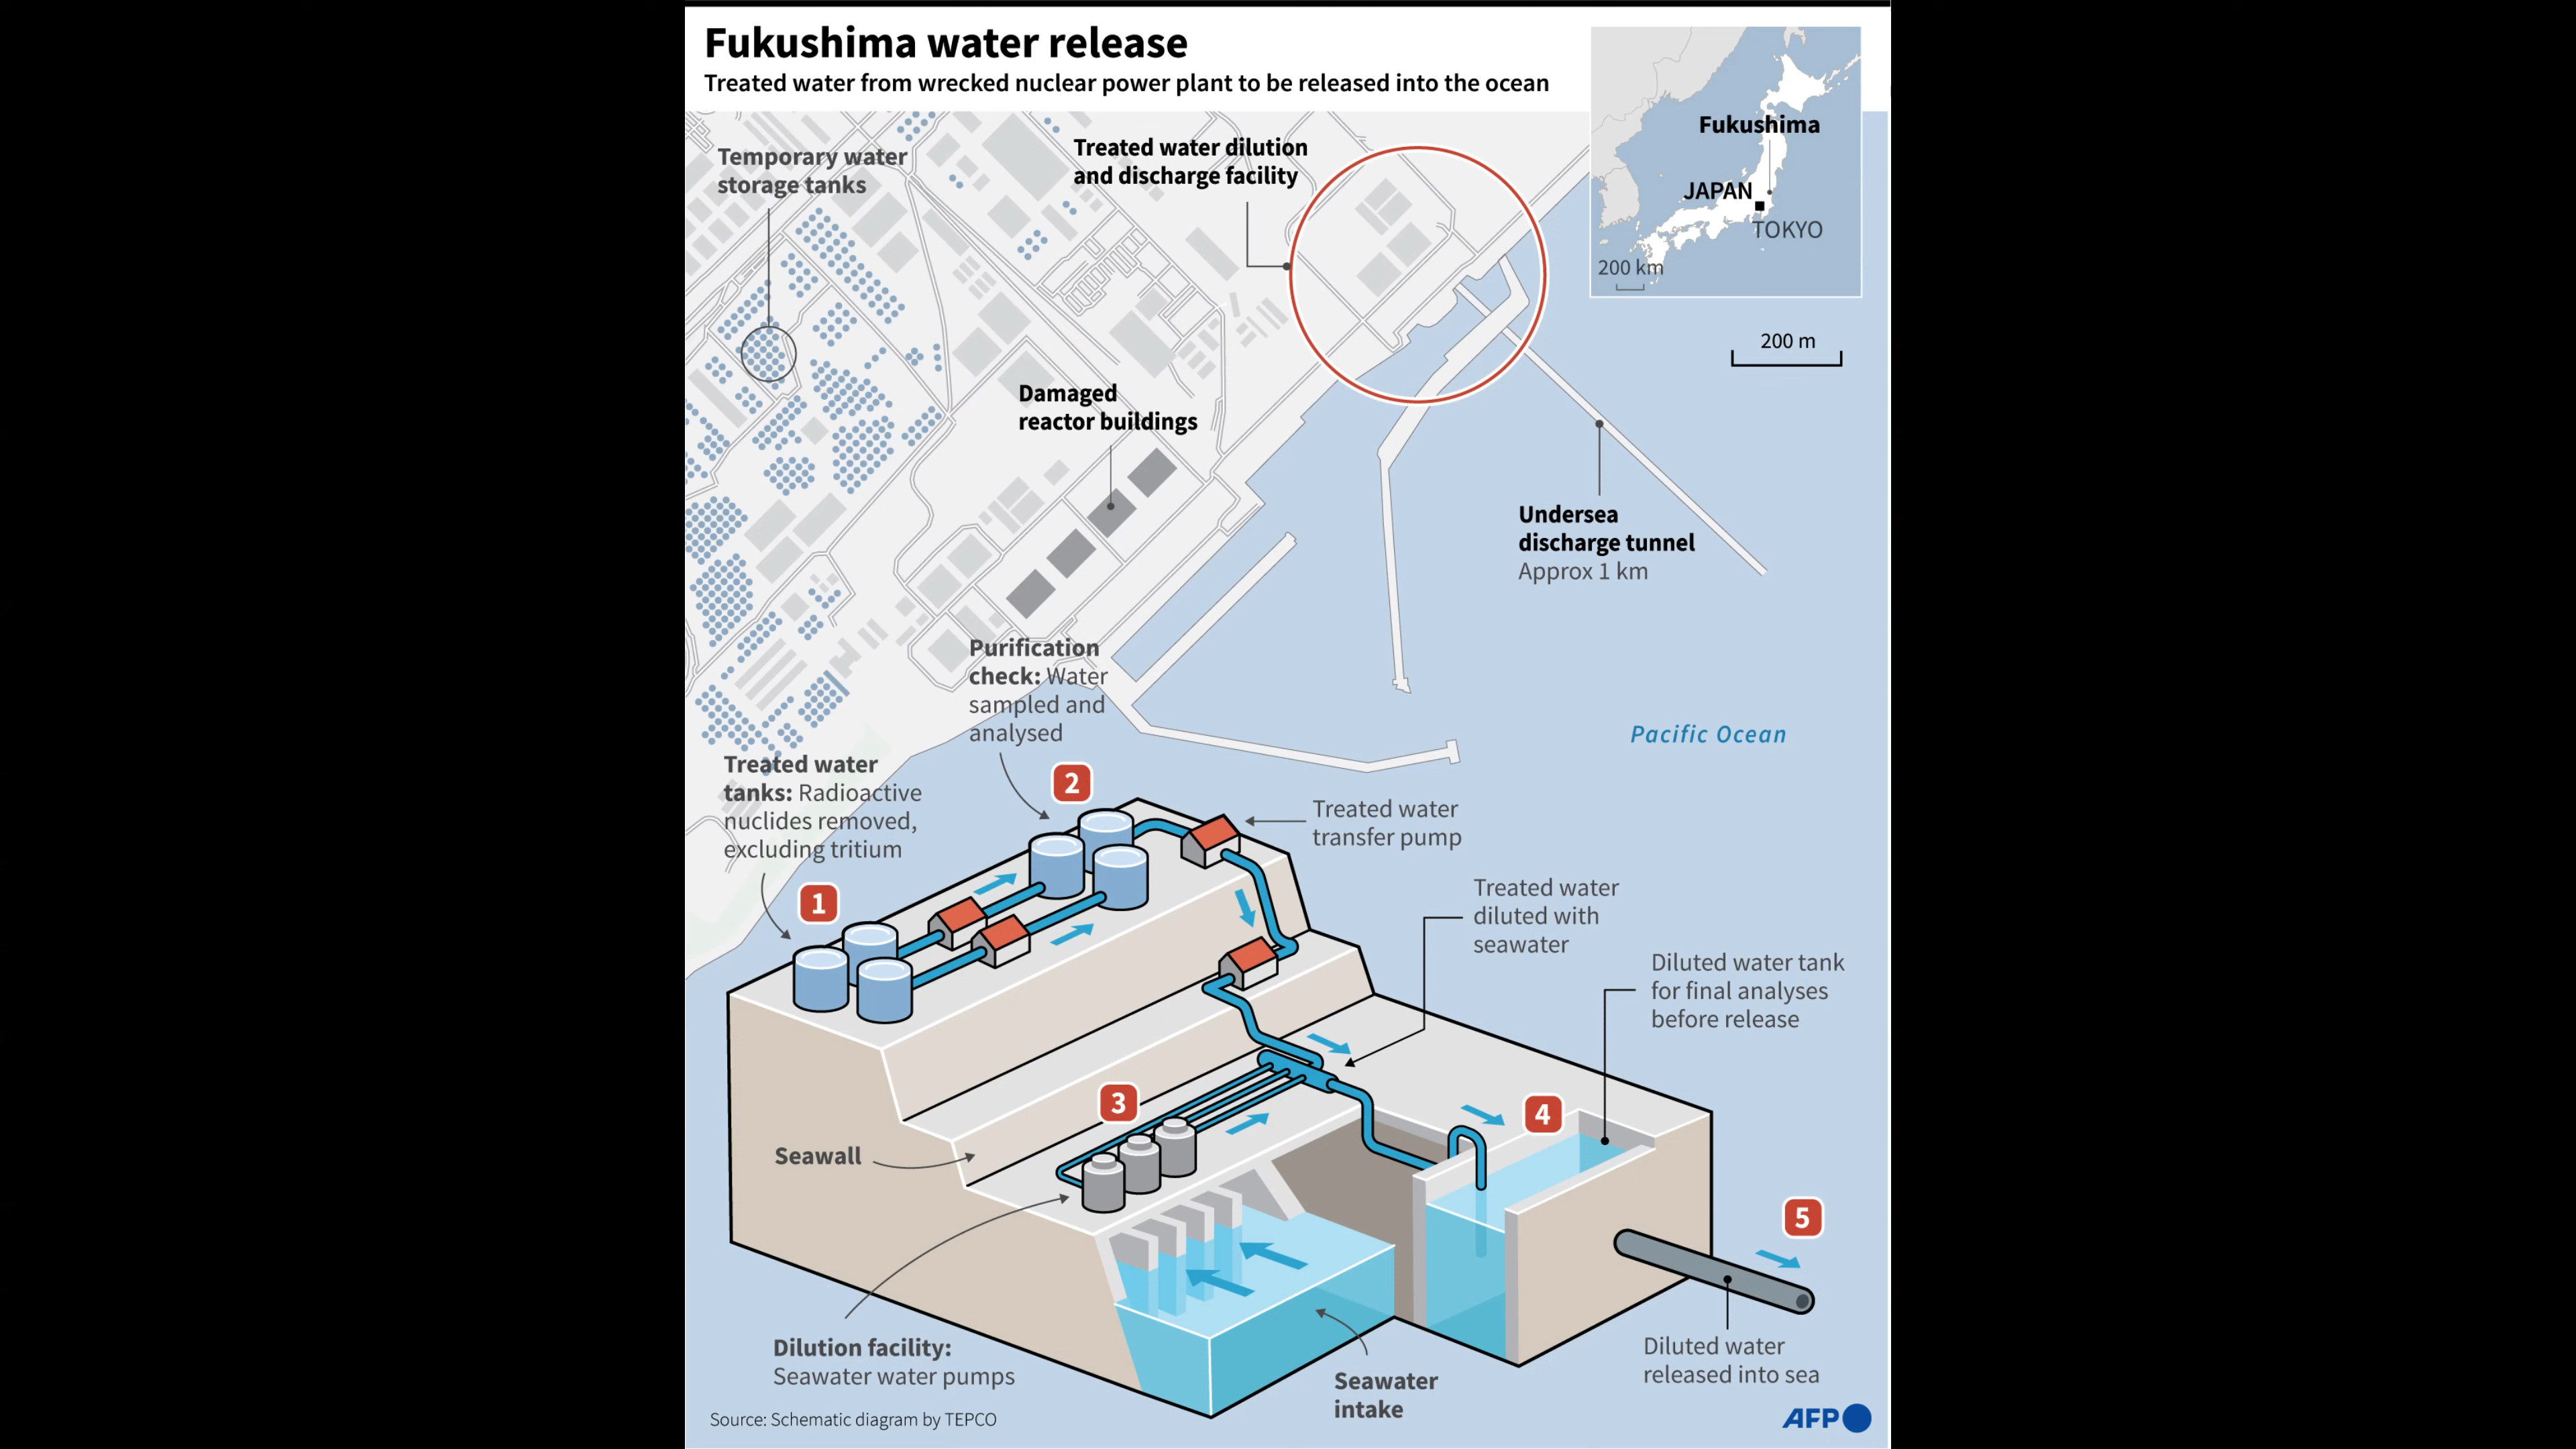 Fukushima water release
Treated water from wrecked nuclear power plant to be released into the ocean
Fukushima
JAPAN
TOKYO
200 km
200 m
Temporary water
storage tanks
Treated water dilution
and discharge facility
Damaged
reactor buildings
Undersea
discharge tunnel
Approx 1 km
Pacific Ocean
Purification
check: Water
sampled and
analysed
Treated water
tanks: Radioactive
nuclides removed,
excluding tritium
1
2
Treated water
transfer pump
Treated water
diluted with
seawater
Diluted water tank
for final analyses
before release
3
4
5
Seawall
Dilution facility:
Seawater water pumps
Seawater
intake
Diluted water
released into sea
Source: Schematic diagram by TEPCO
AFP